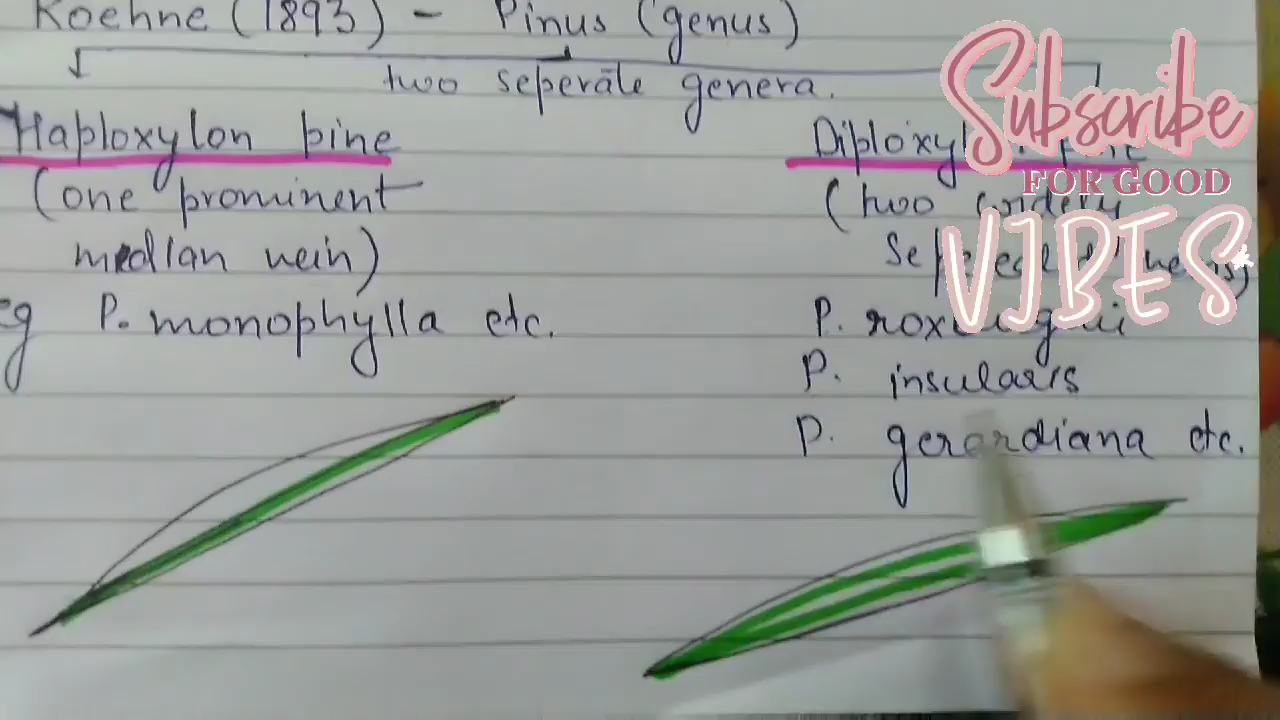 Koehne (1893) - Pinus (genus)
two seperate genera.
Haploxylon pine
(one prominent
median vein)
eg P. monophylla etc.
(two
P.
P. insularis
P. gerardiana etc.
Subscribe
FOR GOOD
VIBES